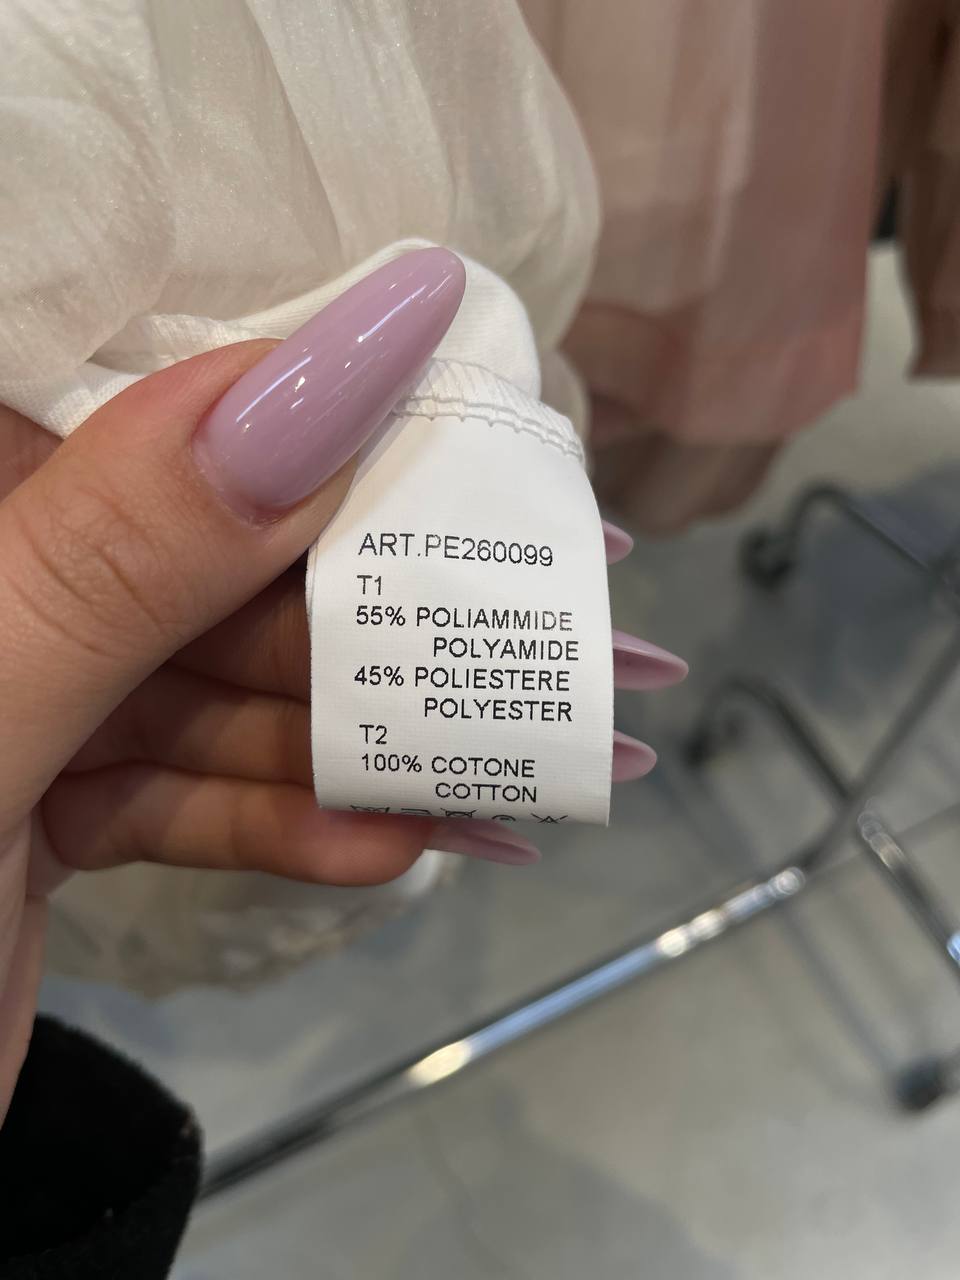 ART.PE260099
T1
55% POLIAMMIDE
POLYAMIDE
45% POLIESTERE
POLYESTER
T2
100% COTONE
COTTON